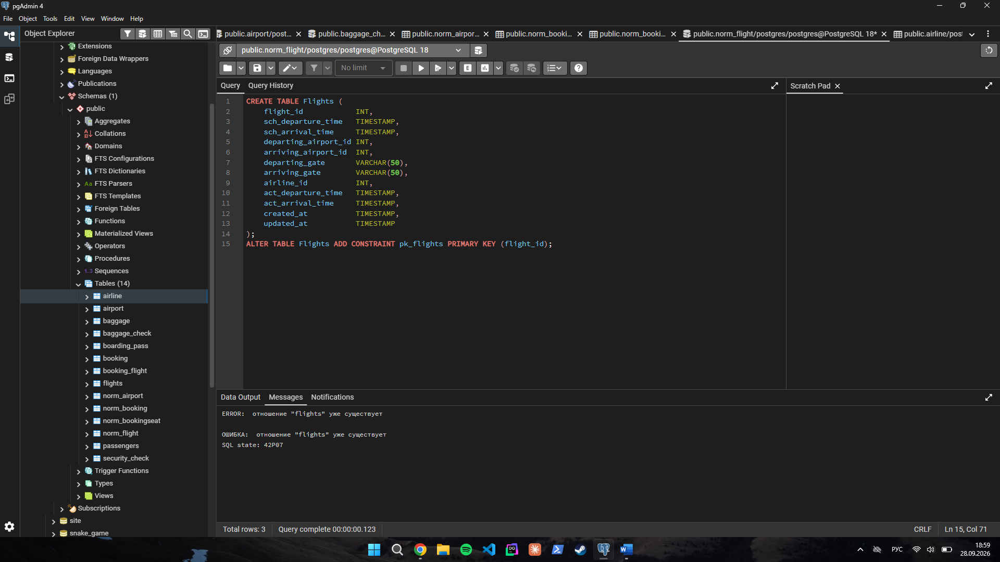 pgAdmin 4
File Object Tools Edit View Window Help
Object Explorer
Extensions
Foreign Data Wrappers
Languages
Publications
Schemas (1)
public
Aggregates
Collations
Domains
FTS Configurations
FTS Dictionaries
Aa FTS Parsers
FTS Templates
Foreign Tables
Functions
Materialized Views
Operators
Procedures
1..3 Sequences
Tables (14)
airline
airport
baggage
baggage_check
boarding_pass
booking
booking_flight
flights
norm_airport
norm_booking
norm_bookingseat
norm_flight
passengers
security_check
Trigger Functions
Types
Views
Subscriptions
site
snake_game
public.airport/post... public.baggage_ch... public.norm_airpor... public.norm_booki... public.norm_booki... public.norm_flight/postgres/postgres@PostgreSQL 18* public.airline/pos
public.norm_flight/postgres/postgres@PostgreSQL 18
No limit
E
Query Query History
Scratch Pad
1 CREATE TABLE Flights (
2 flight_id INT,
3 sch_departure_time TIMESTAMP,
4 sch_arrival_time TIMESTAMP,
5 departing_airport_id INT,
6 arriving_airport_id INT,
7 departing_gate VARCHAR(50),
8 arriving_gate VARCHAR(50),
9 airline_id INT,
10 act_departure_time TIMESTAMP,
11 act_arrival_time TIMESTAMP,
12 created_at TIMESTAMP,
13 updated_at TIMESTAMP
14 );
15 ALTER TABLE Flights ADD CONSTRAINT pk_flights PRIMARY KEY (flight_id);
Data Output Messages Notifications
ERROR: отношение "flights" уже существует
ОШИБКА: отношение "flights" уже существует
SQL state: 42P07
Total rows: 3 Query complete 00:00:00.123
CRLF Ln 15, Col 71
DG
РУС
18:59
28.09.2026